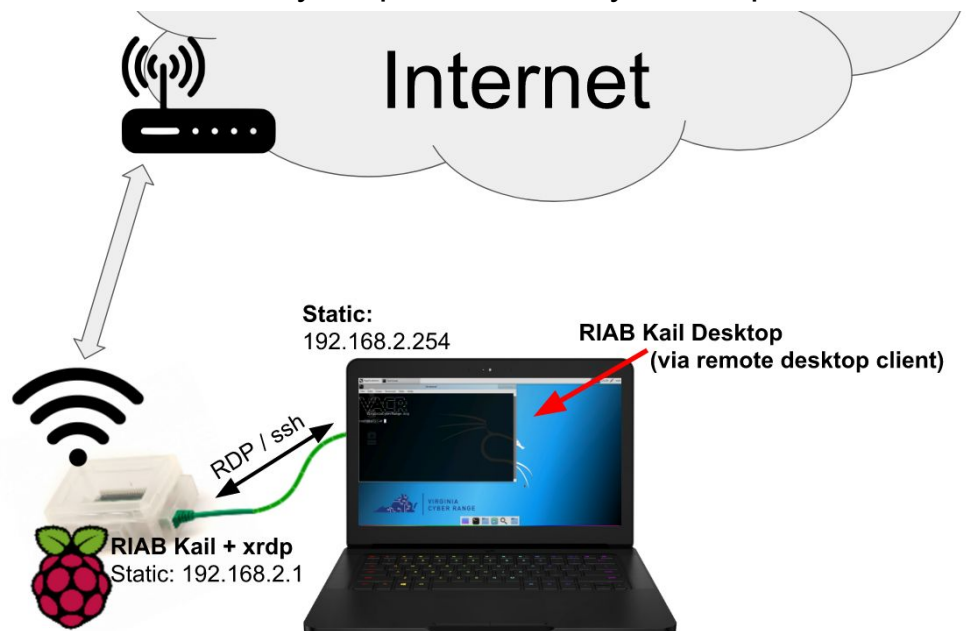 Internet
Static:
192.168.2.254
RIAB Kail Desktop
(via remote desktop client)
RDP / ssh
VACR
VIRGINIA
CYBER RANGE
RIAB Kail + xrdp
Static: 192.168.2.1